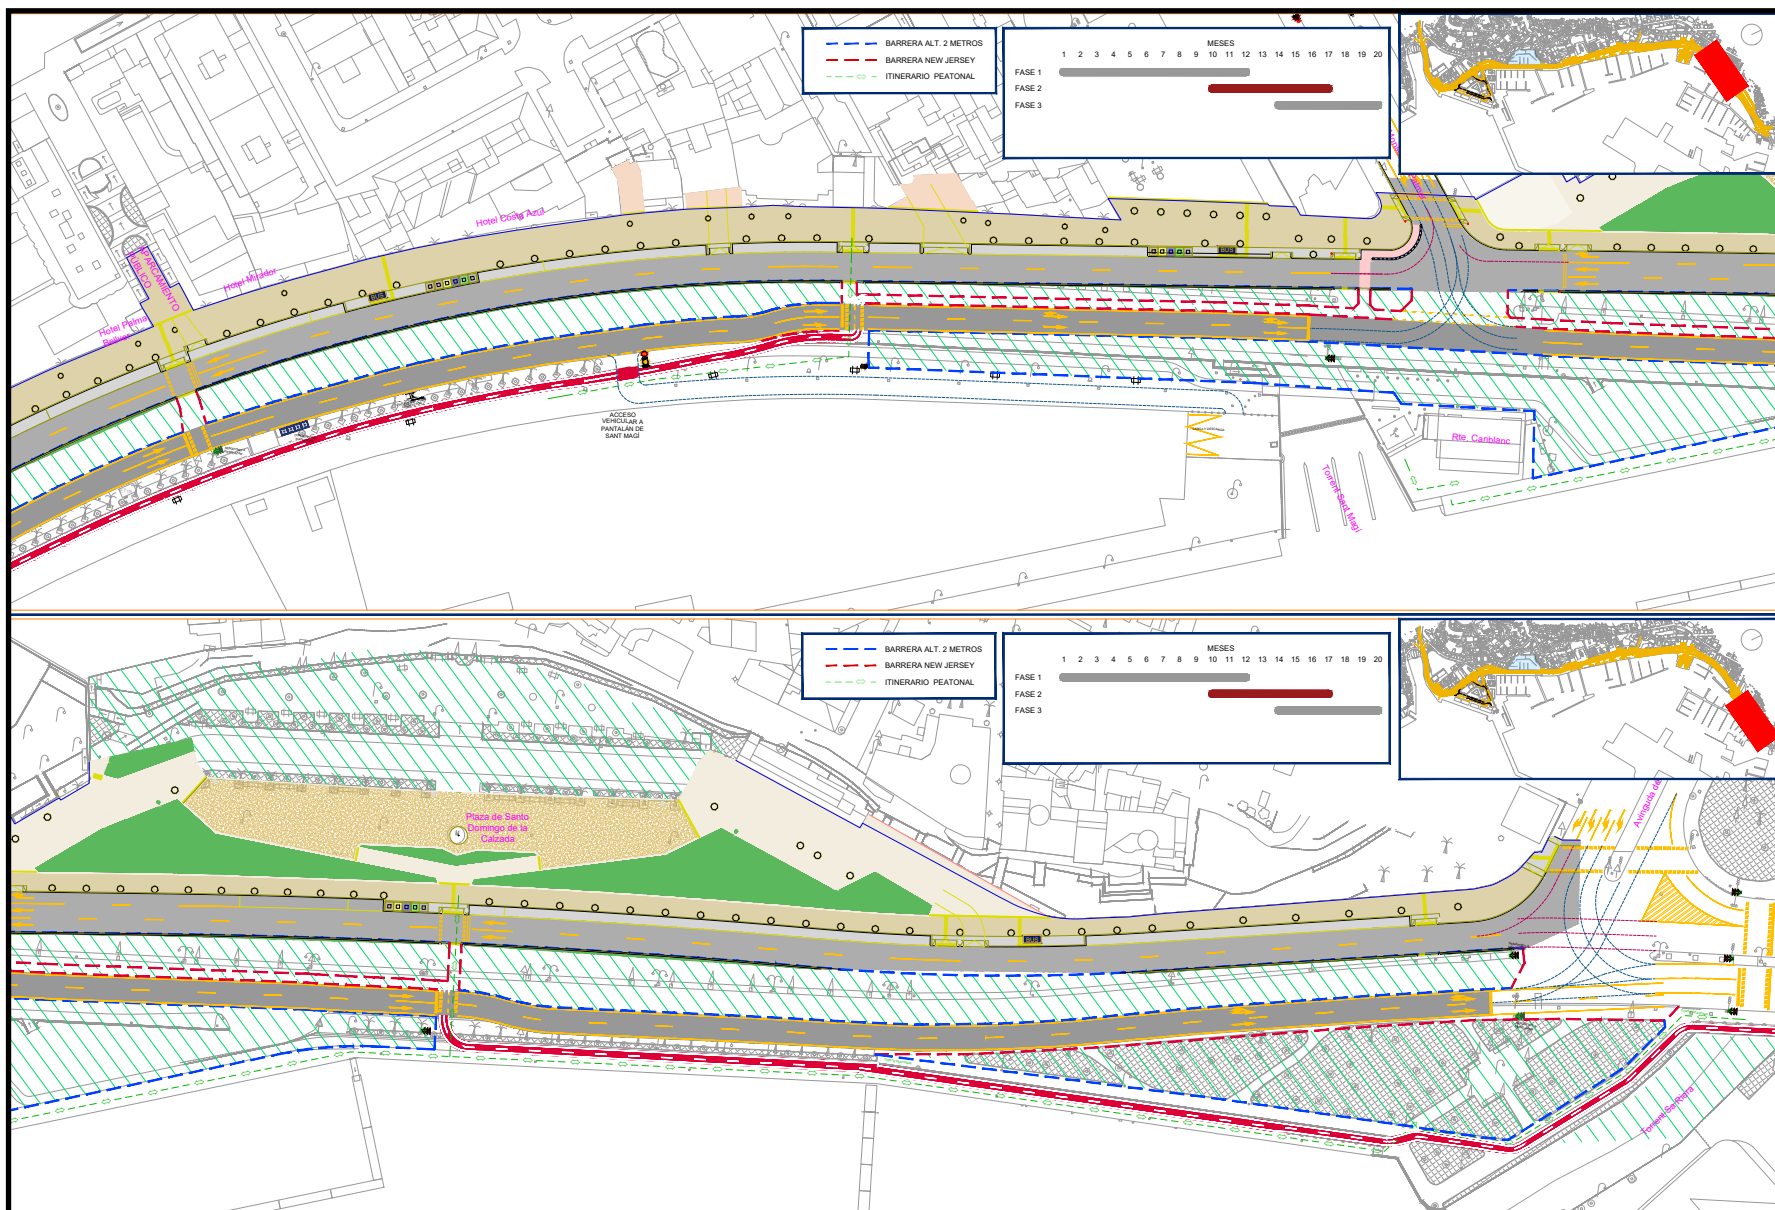 BARRERA ALT. 2 METROS
BARRERA NEW JERSEY
ITINERARIO PEATONAL
MESES
1 2 3 4 5 6 7 8 9 10 11 12 13 14 15 16 17 18 19 20
FASE 1
FASE 2
FASE 3
Hotel Costa Azul
Hotel Mirador
APARCAMIENTO
PÚBLICO
Hotel Palma
Bellver
BUS
BUS
ACCESO
VEHICULAR A
PANTALÁN DE
SANT MAGÍ
Rte. Canblanc
Torrent Sant Magí
BARRERA ALT. 2 METROS
BARRERA NEW JERSEY
ITINERARIO PEATONAL
MESES
1 2 3 4 5 6 7 8 9 10 11 12 13 14 15 16 17 18 19 20
FASE 1
FASE 2
FASE 3
Plaza de Santo
Domingo de la
Calzada
Avinguda de
BUS
Torrent Sa Riera